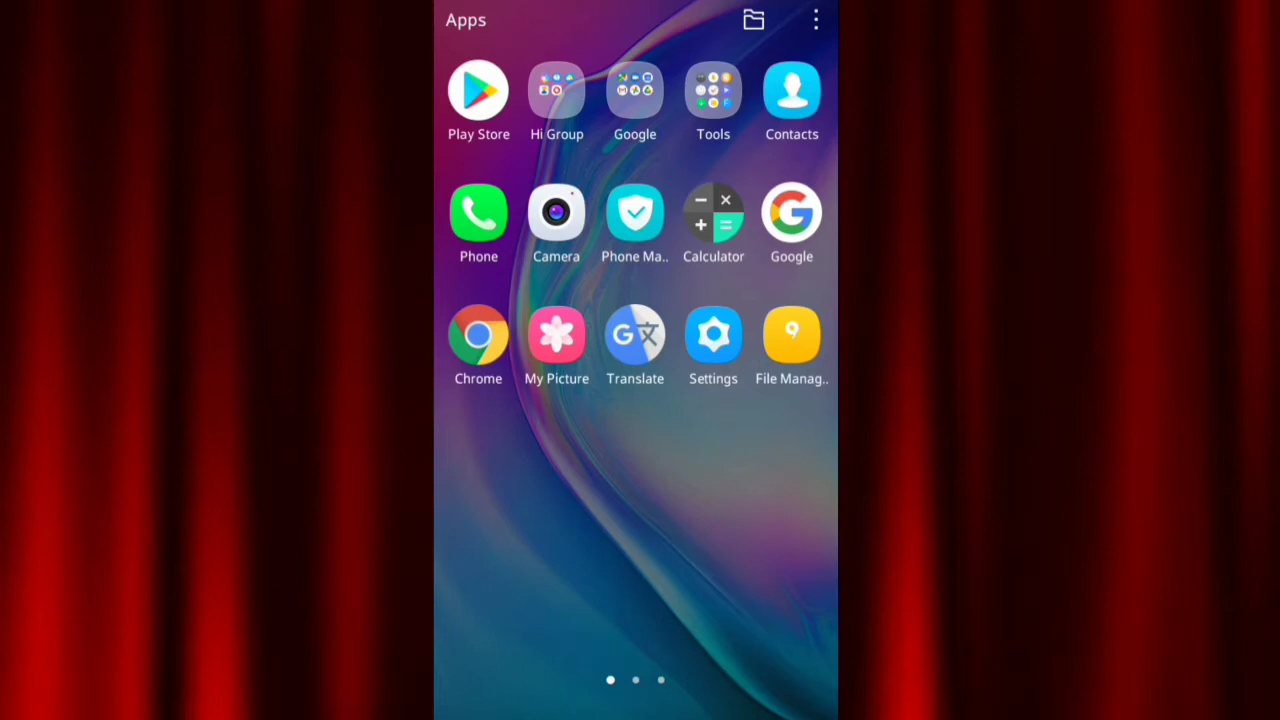 Apps
Play Store
Hi Group
Google
Tools
Contacts
Phone
Camera
Phone Ma..
Calculator
Google
Chrome
My Picture
Translate
Settings
File Manag..